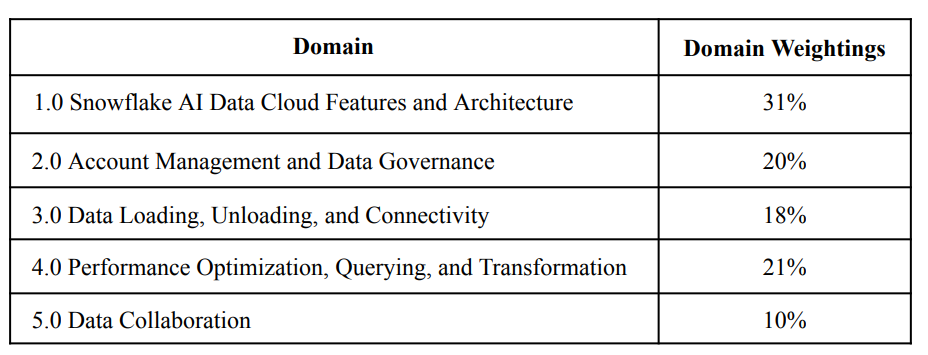 Domain Domain Weightings
1.0 Snowflake AI Data Cloud Features and Architecture 31%
2.0 Account Management and Data Governance 20%
3.0 Data Loading, Unloading, and Connectivity 18%
4.0 Performance Optimization, Querying, and Transformation 21%
5.0 Data Collaboration 10%